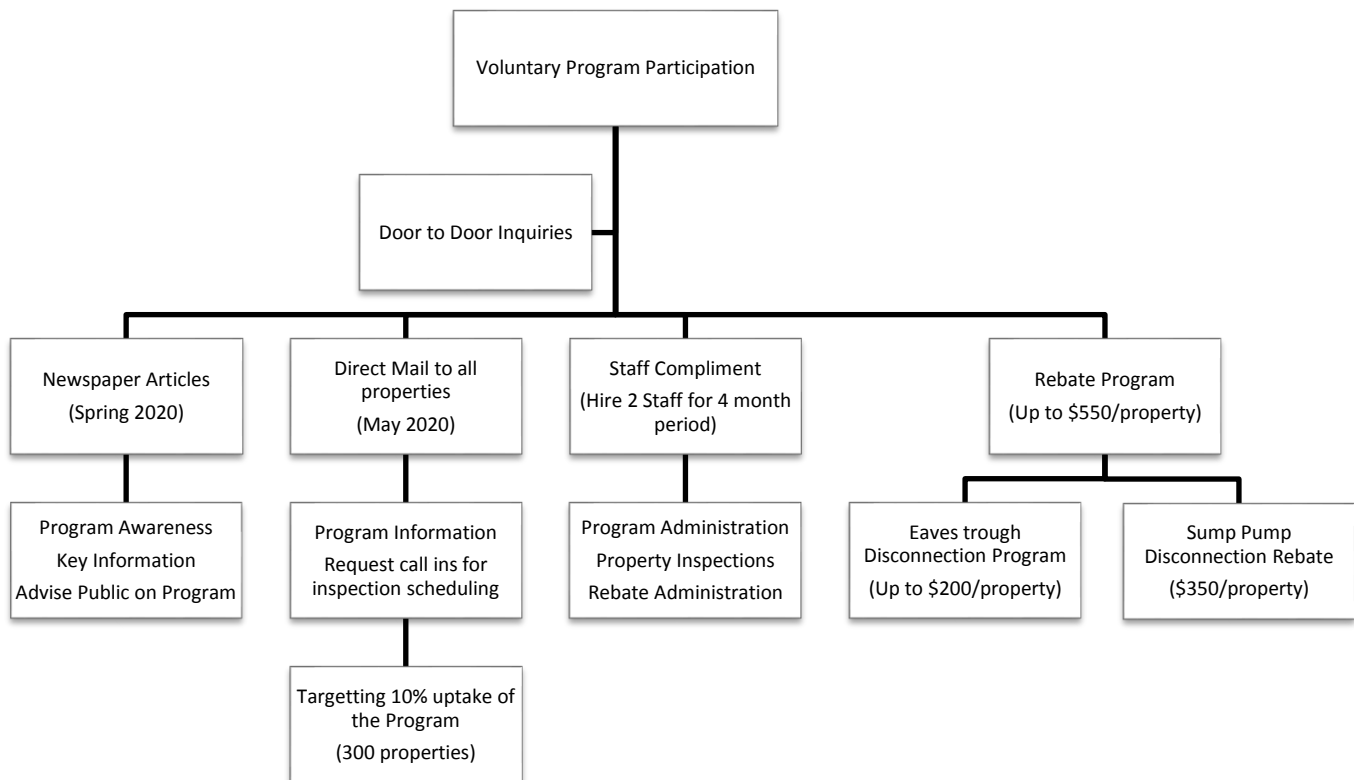 Voluntary Program Participation
Door to Door Inquiries
Newspaper Articles
(Spring 2020)
Direct Mail to all
properties
(May 2020)
Staff Compliment
(Hire 2 Staff for 4 month
period)
Rebate Program
(Up to $550/property)
Program Awareness
Key Information
Advise Public on Program
Program Information
Request call ins for
inspection scheduling
Program Administration
Property Inspections
Rebate Administration
Eaves trough
Disconnection Program
(Up to $200/property)
Sump Pump
Disconnection Rebate
($350/property)
Targetting 10% uptake of
the Program
(300 properties)